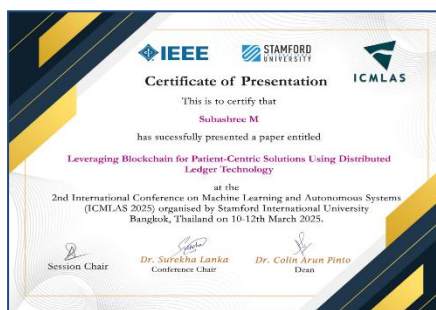 IEEE
STAMFORD
UNIVERSITY
ICMLAS
Certificate of Presentation
This is to certify that
Subashree M
has sucessfully presented a paper entitled
Leveraging Blockchain for Patient-Centric Solutions Using Distributed
Ledger Technology
at the
2nd International Conference on Machine Learning and Autonomous Systems
(ICMLAS 2025) organised by Stamford International University
Bangkok, Thailand on 10-12th March 2025.
Session Chair
Dr. Surekha Lanka
Conference Chair
Dr. Colin Arun Pinto
Dean